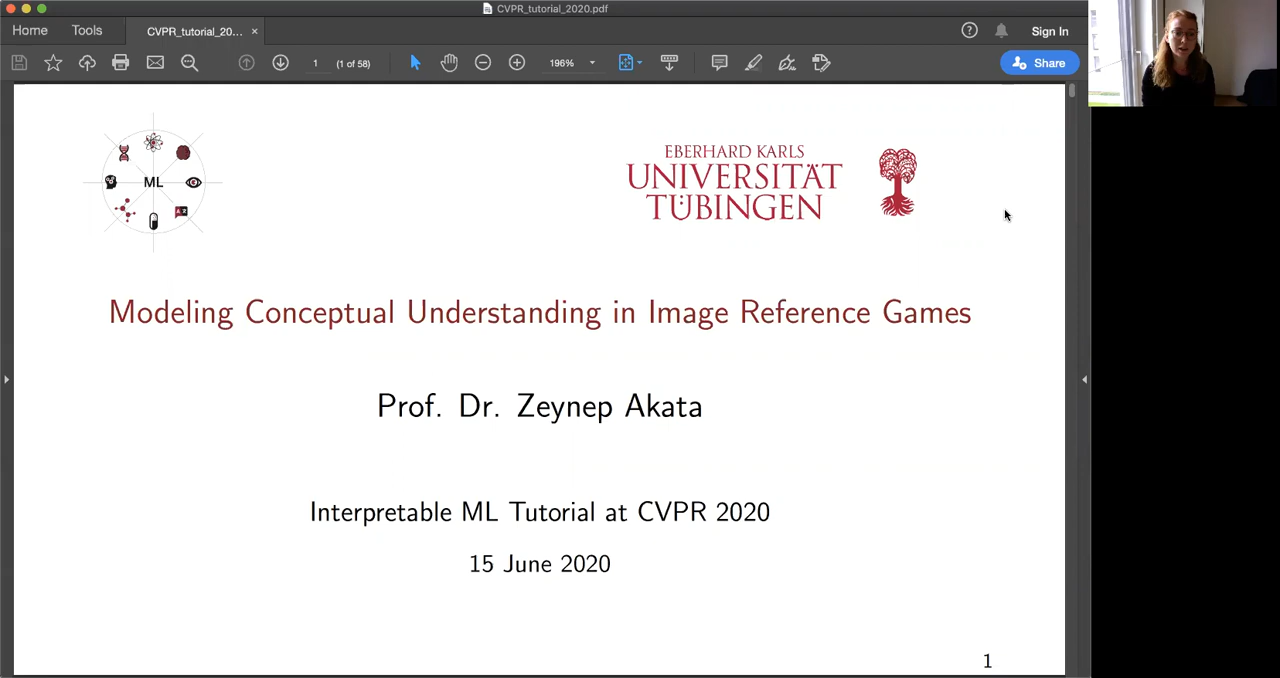 CVPR_tutorial_2020.pdf
Home Tools CVPR_tutorial_20... × Sign In
1 (1 of 58) 196% Share
ML
EBERHARD KARLS
UNIVERSITÄT
TÜBINGEN
Modeling Conceptual Understanding in Image Reference Games
Prof. Dr. Zeynep Akata
Interpretable ML Tutorial at CVPR 2020
15 June 2020
1